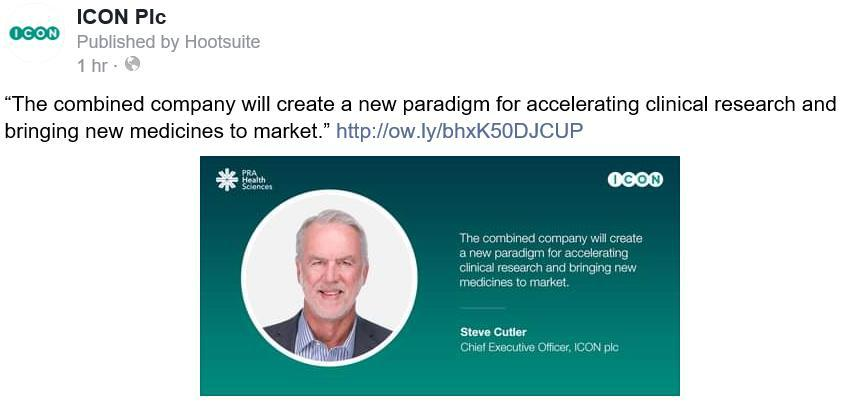 ICON
ICON Plc
Published by Hootsuite
1 hr ·
“The combined company will create a new paradigm for accelerating clinical research and
bringing new medicines to market.” http://ow.ly/bhxK50DJCUP
PRA
Health
Sciences
ICON
The combined company will create
a new paradigm for accelerating
clinical research and bringing new
medicines to market.
Steve Cutler
Chief Executive Officer, ICON plc